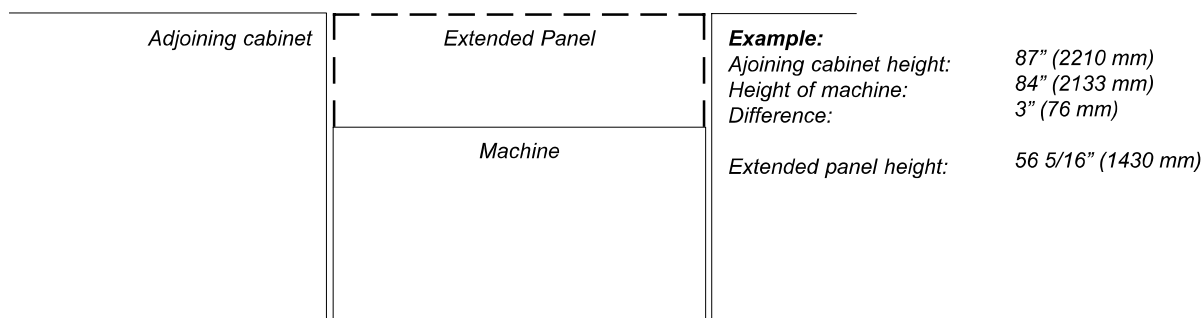 Adjoining cabinet
Extended Panel
Machine
Example:
Ajoining cabinet height: 87” (2210 mm)
Height of machine: 84” (2133 mm)
Difference: 3” (76 mm)
Extended panel height: 56 5/16” (1430 mm)